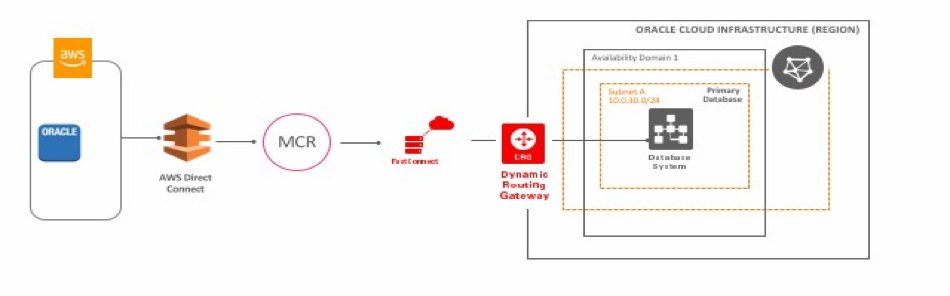 ORACLE CLOUD INFRASTRUCTURE (REGION)
aws
Availability Domain 1
Subnet A
10.0.30.0/24
Primary
Database
ORACLE
MCR
FastConnect
DRG
Database
System
AWS Direct
Connect
Dynamic
Routing
Gateway